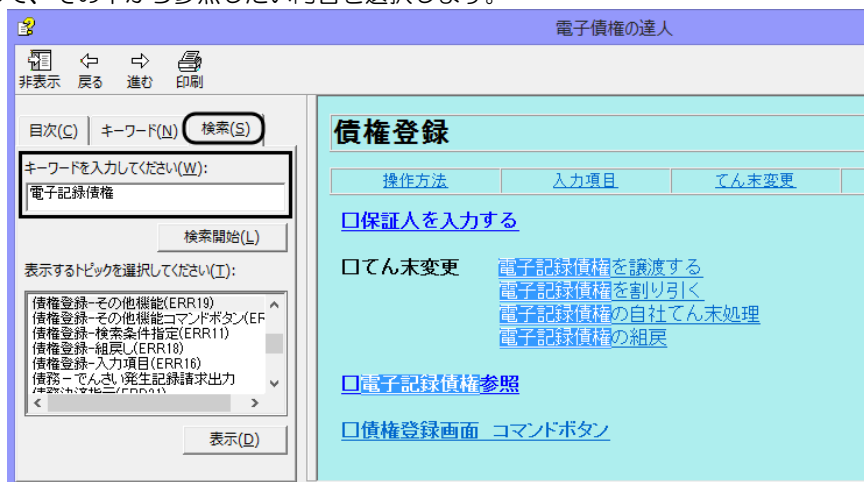 て、その中から参照したい内容を選択します。
電子債権の達人
非表示 戻る 進む 印刷
目次(C) キーワード(N) 検索(S)
キーワードを入力してください(W):
電子記録債権
検索開始(L)
表示するトピックを選択してください(T):
債権登録-その他機能(ERR19)
債権登録-その他機能コマンドボタン(EF
債権登録-検索条件指定(ERR11)
債権登録-組戻し(ERR18)
債権登録-入力項目(ERR16)
債務-でんさい発生記録請求出力
債務決済指示(ERD21)
表示(D)
債権登録
操作方法 入力項目 てん末変更
□保証人を入力する
□てん末変更 電子記録債権を譲渡する
電子記録債権を割り引く
電子記録債権の自社てん末処理
電子記録債権の組戻
□電子記録債権参照
□債権登録画面 コマンドボタン